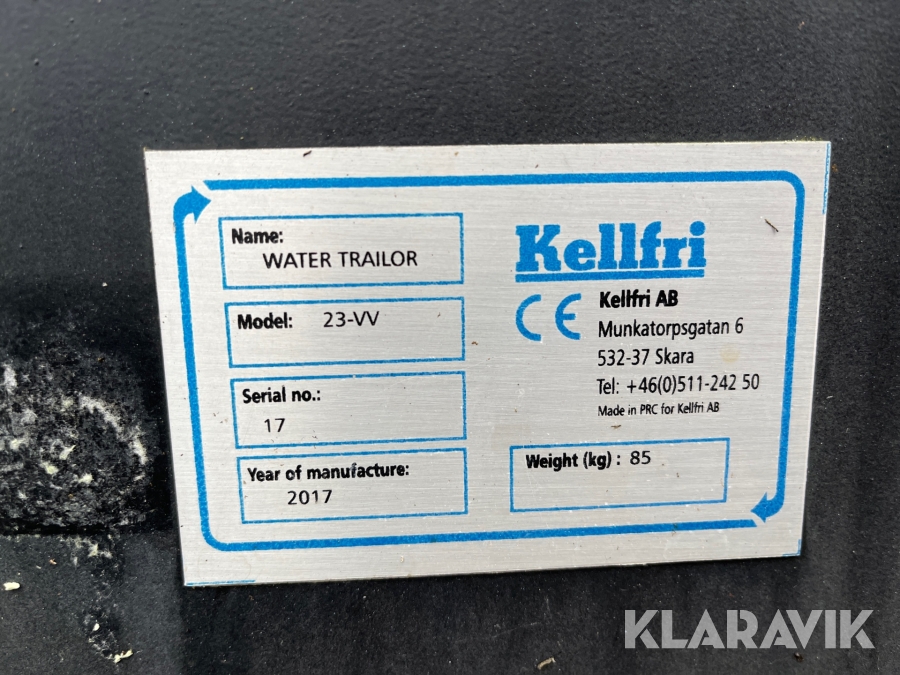 Name:
WATER TRAILOR
Model: 23-VV
Serial no.:
17
Year of manufacture:
2017
Kellfri
CE
Kellfri AB
Munkatorpsgatan 6
532-37 Skara
Tel: +46(0)511-242 50
Made in PRC for Kellfri AB
Weight (kg) : 85
KLARAVIK